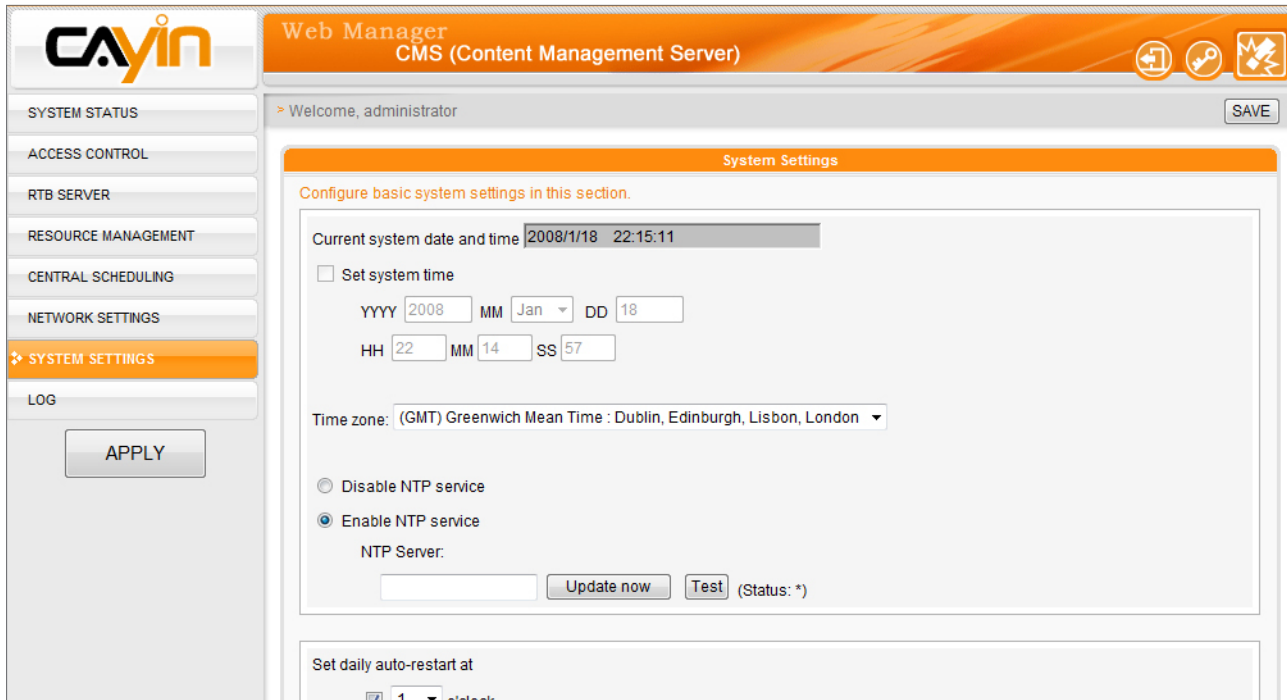 CAYIN
Web Manager
CMS (Content Management Server)
SYSTEM STATUS
ACCESS CONTROL
RTB SERVER
RESOURCE MANAGEMENT
CENTRAL SCHEDULING
NETWORK SETTINGS
SYSTEM SETTINGS
LOG
APPLY
> Welcome, administrator
SAVE
System Settings
Configure basic system settings in this section.
Current system date and time 2008/1/18 22:15:11
Set system time
YYYY 2008 MM Jan DD 18
HH 22 MM 14 SS 57
Time zone: (GMT) Greenwich Mean Time : Dublin, Edinburgh, Lisbon, London
Disable NTP service
Enable NTP service
NTP Server:
Update now Test (Status: *)
Set daily auto-restart at
1 o'clock